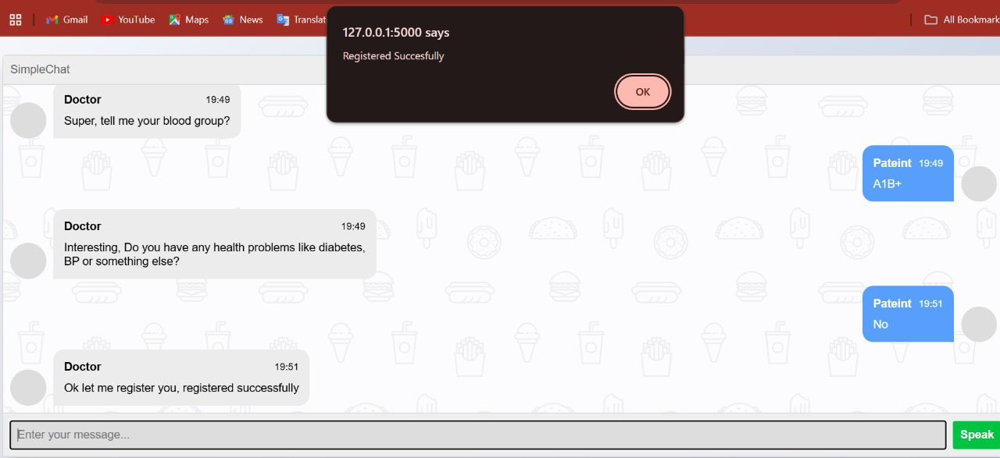 Gmail
YouTube
Maps
News
Translat
All Bookmark
127.0.0.1:5000 says
Registered Succesfully
OK
SimpleChat
Doctor 19:49
Super, tell me your blood group?
Pateint 19:49
A1B+
Doctor 19:49
Interesting, Do you have any health problems like diabetes,
BP or something else?
Pateint 19:51
No
Doctor 19:51
Ok let me register you, registered successfully
Enter your message...
Speak